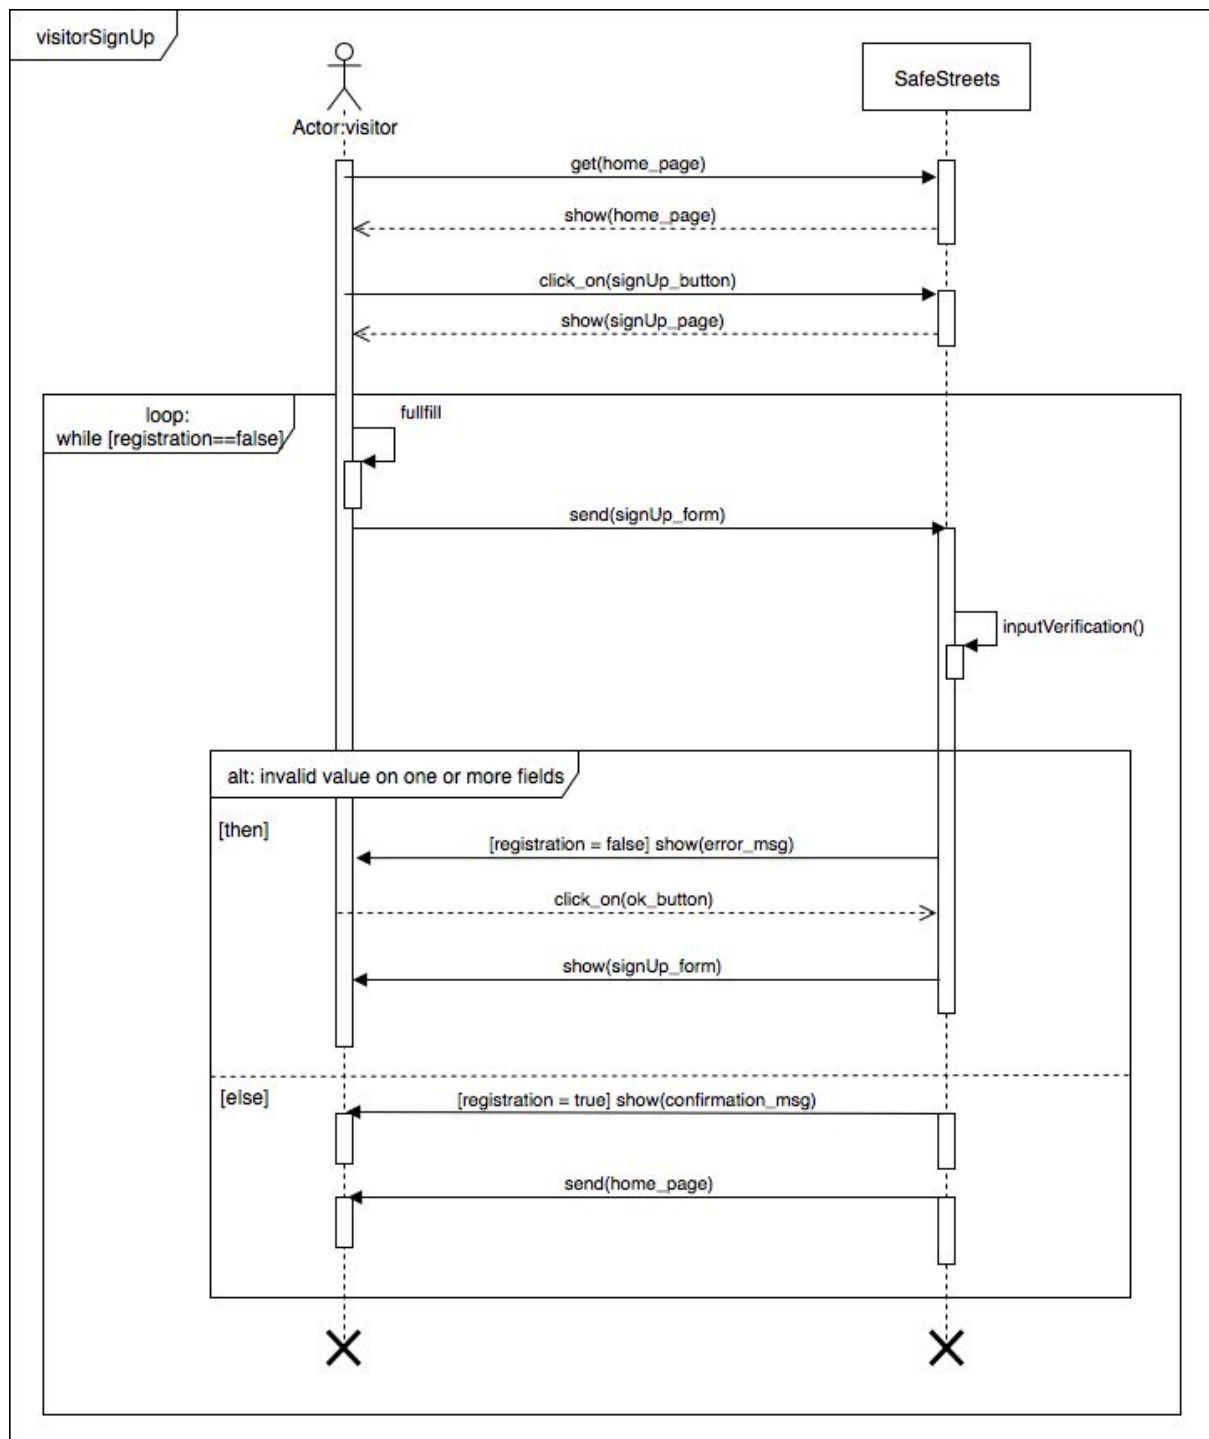 visitorSignUp
SafeStreets
Actor:visitor
get(home_page)
show(home_page)
click_on(signUp_button)
show(signUp_page)
loop:
while [registration==false]
fullfill
send(signUp_form)
inputVerification()
alt: invalid value on one or more fields
[then]
[registration = false] show(error_msg)
click_on(ok_button)
show(signUp_form)
[else]
[registration = true] show(confirmation_msg)
send(home_page)